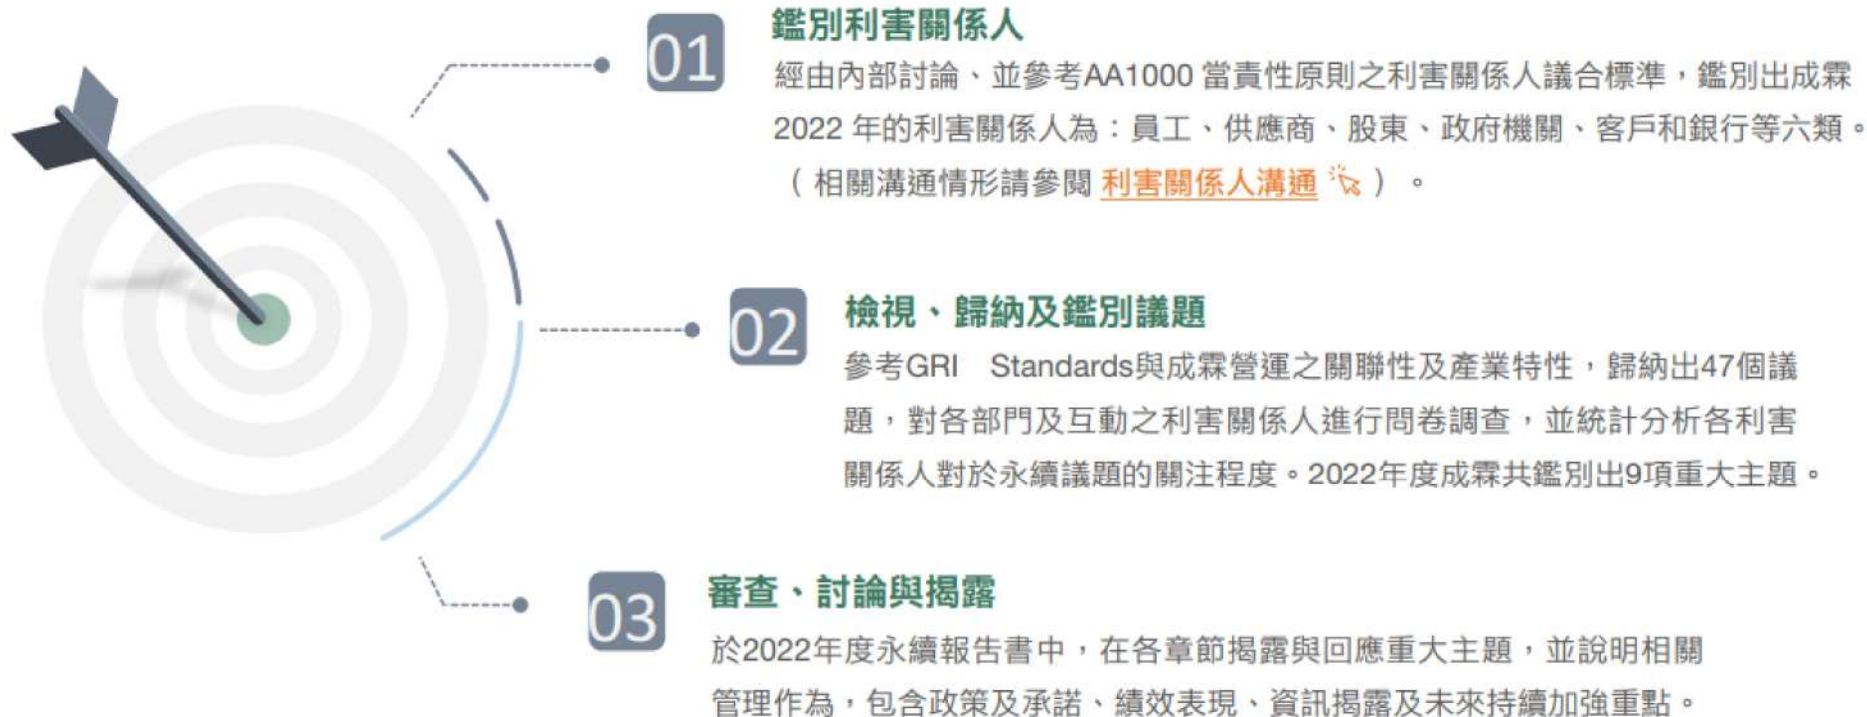 01
鑑別利害關係人
經由內部討論、並參考AA1000 當責性原則之利害關係人議合標準，鑑別出成霖
2022 年的利害關係人為：員工、供應商、股東、政府機關、客戶和銀行等六類。
（ 相關溝通情形請參閱 利害關係人溝通 ） 。
02
檢視、歸納及鑑別議題
參考GRI　Standards與成霖營運之關聯性及產業特性，歸納出47個議
題，對各部門及互動之利害關係人進行問卷調查，並統計分析各利害
關係人對於永續議題的關注程度。2022年度成霖共鑑別出9項重大主題。
03
審查、討論與揭露
於2022年度永續報告書中，在各章節揭露與回應重大主題，並說明相關
管理作為，包含政策及承諾、績效表現、資訊揭露及未來持續加強重點。